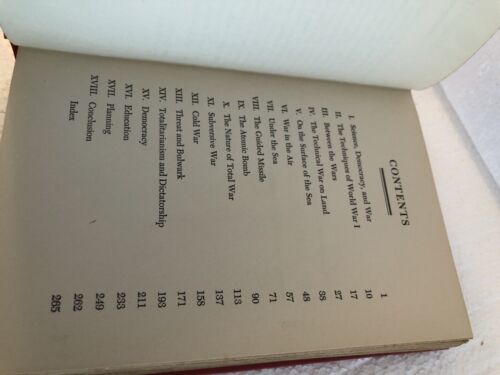 CONTENTS
I. Science, Democracy, and War 1
II. The Techniques of World War I 10
III. Between the Wars 17
IV. The Technical War on Land 27
V. On the Surface of the Sea 38
VI. War in the Air 48
VII. Under the Sea 57
VIII. The Guided Missile 71
IX. The Atomic Bomb 90
X. The Nature of Total War 113
XI. Subversive War 137
XII. Cold War 158
XIII. Threat and Bulwark 171
XIV. Totalitarianism and Dictatorship 193
XV. Democracy 211
XVI. Education 233
XVII. Planning 249
XVIII. Conclusion 262
Index 265